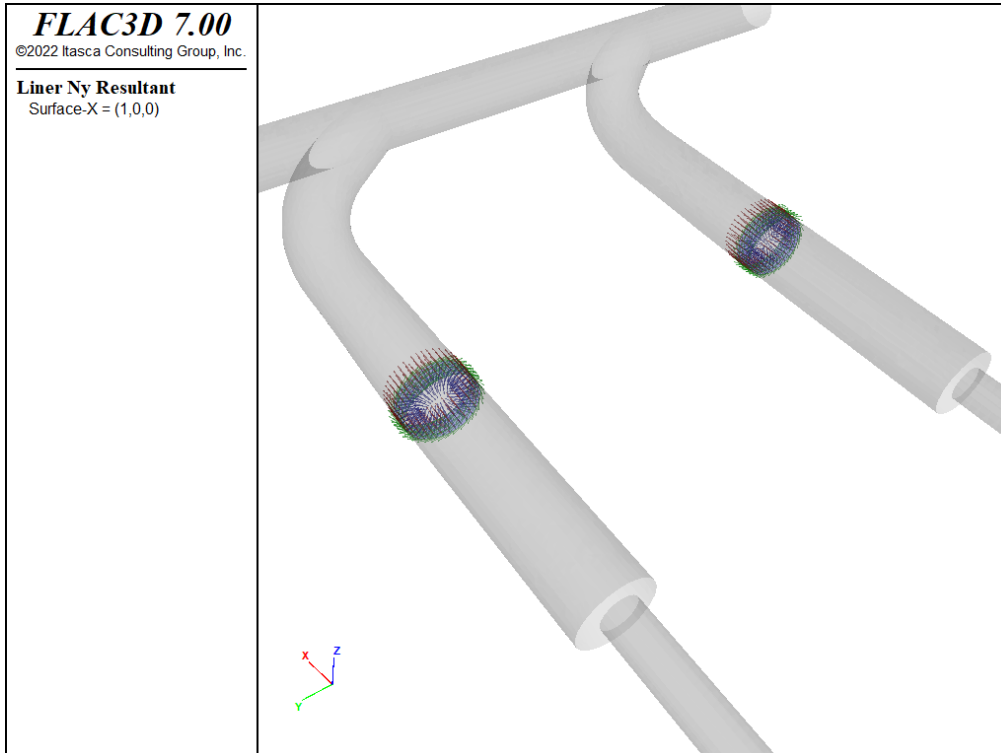 FLAC3D 7.00
©2022 Itasca Consulting Group, Inc.
Liner Ny Resultant
Surface-X = (1,0,0)
X
Z
Y